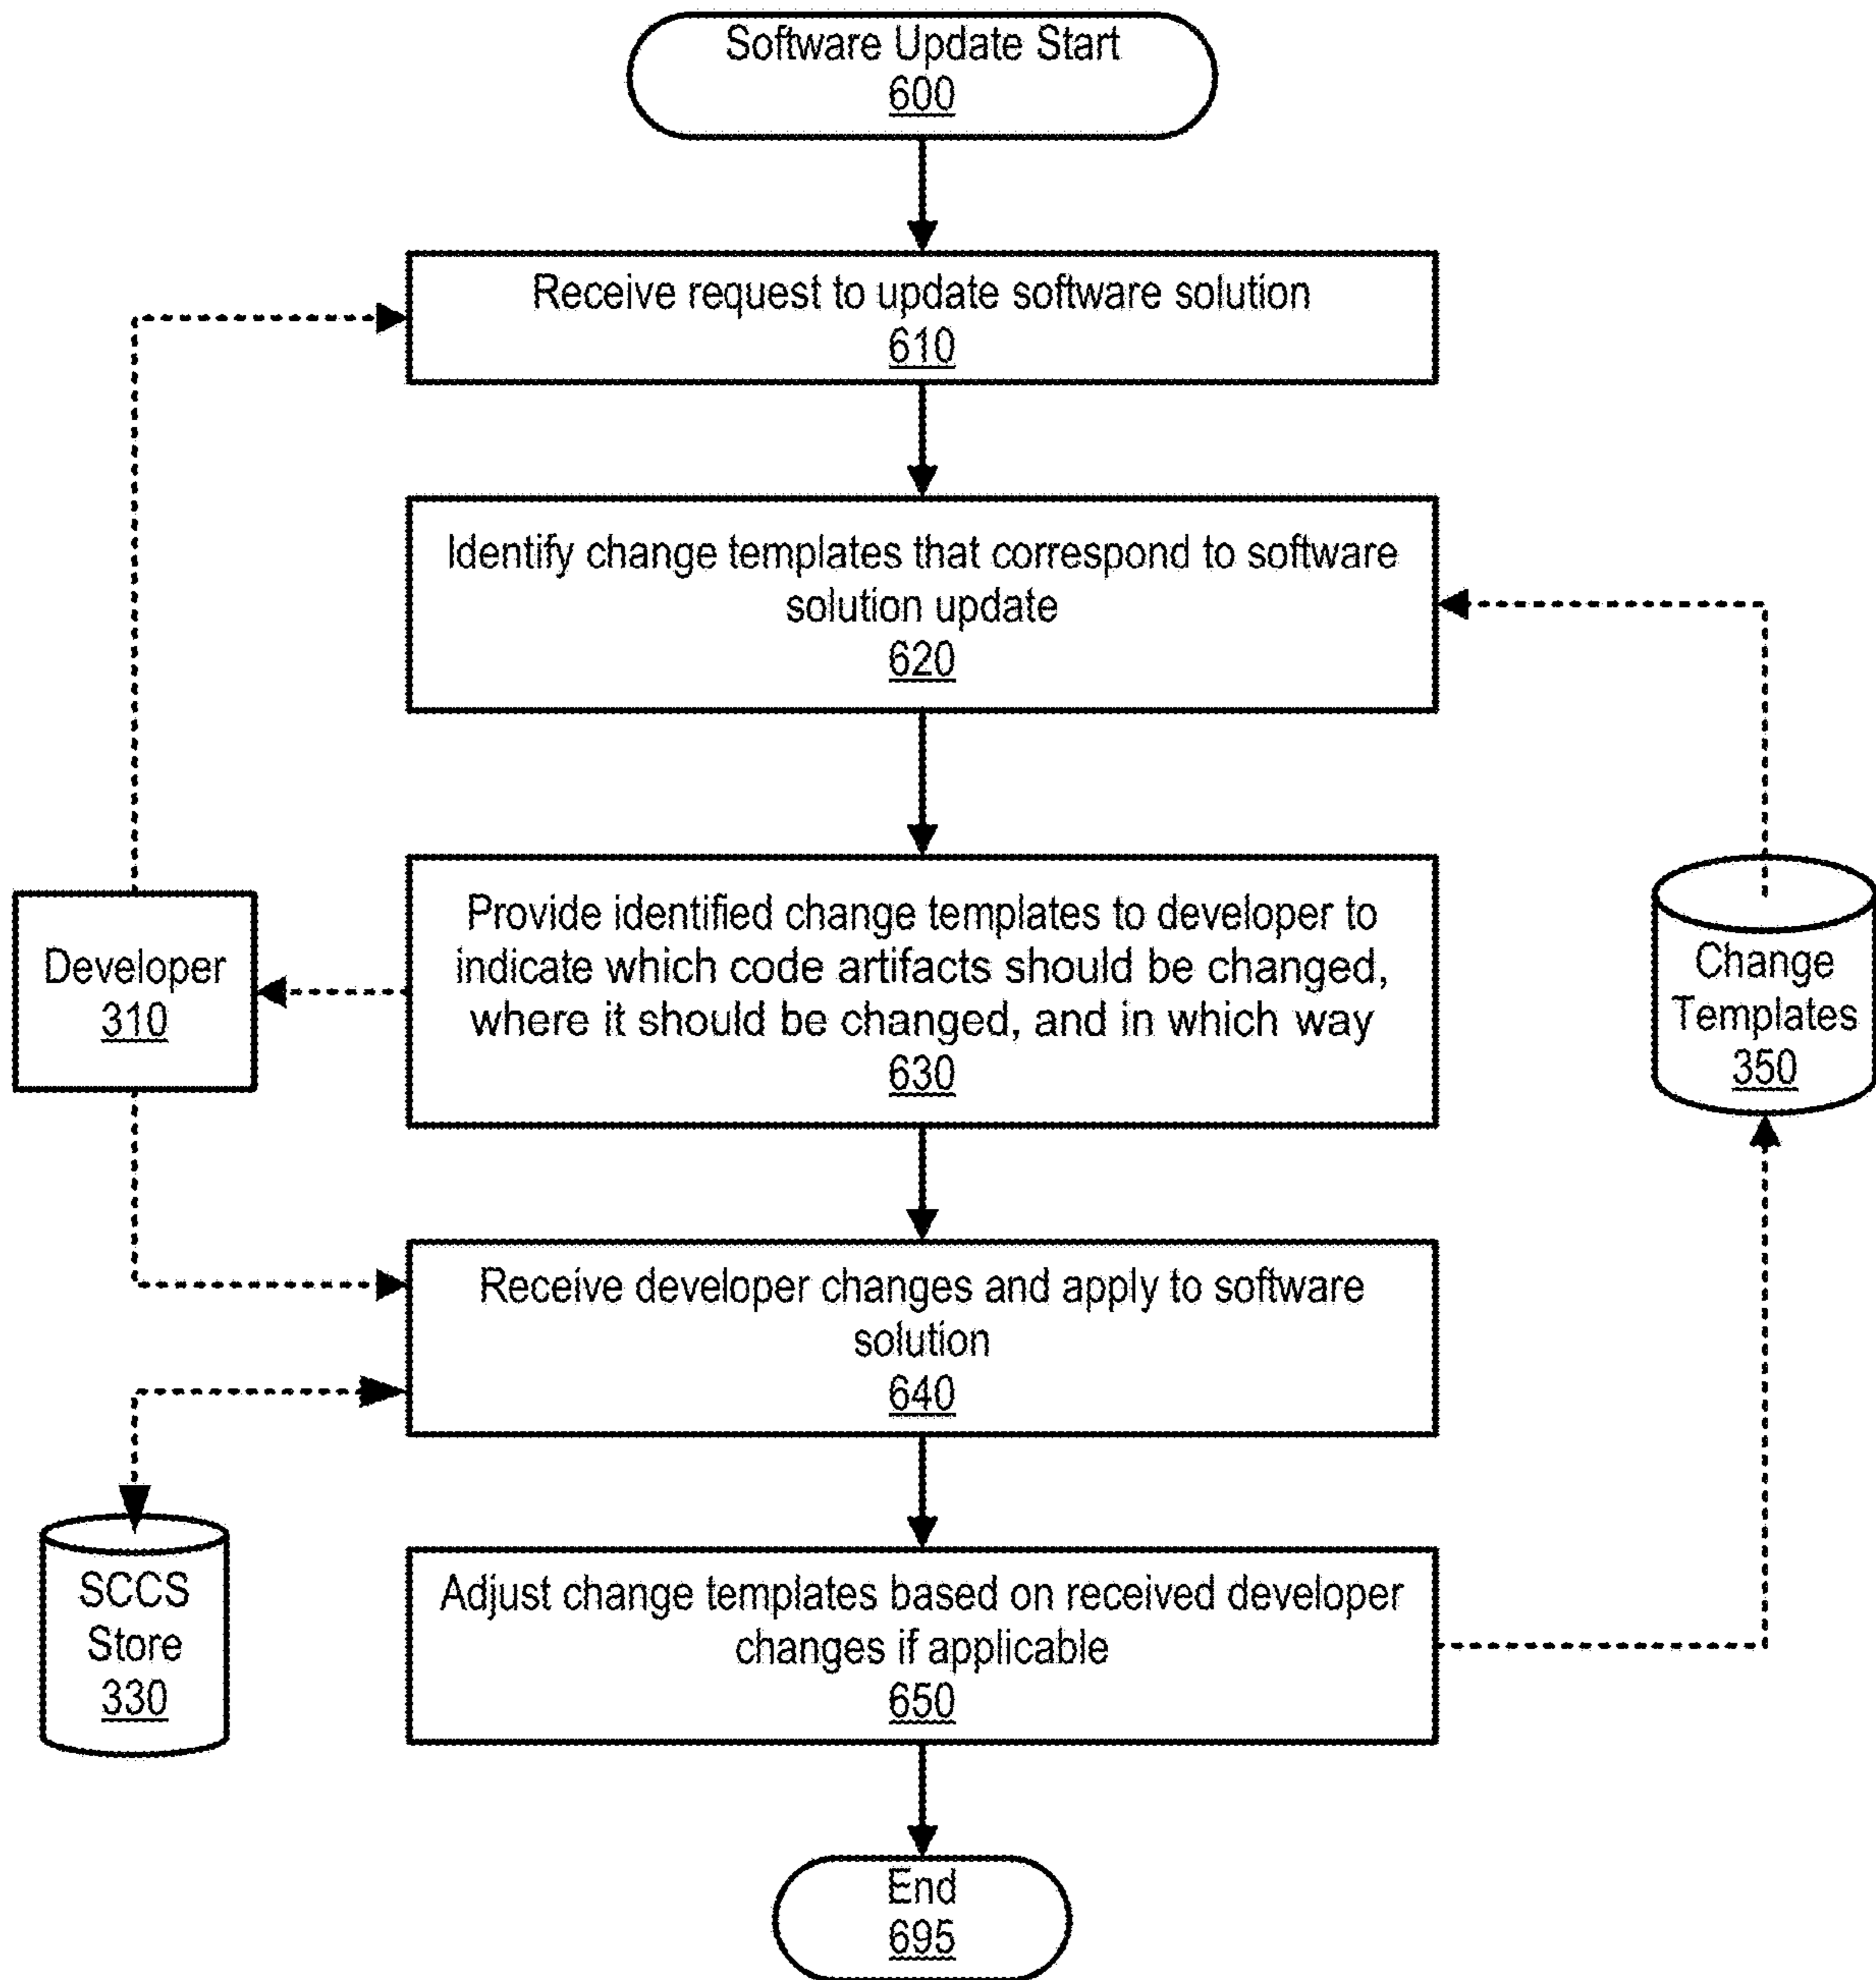 Software Update Start
600
Receive request to update software solution
610
Identify change templates that correspond to software
solution update
620
Provide identified change templates to developer to
indicate which code artifacts should be changed,
where it should be changed, and in which way
630
Developer
310
Change
Templates
350
Receive developer changes and apply to software
solution
640
SCCS
Store
330
Adjust change templates based on received developer
changes if applicable
650
End
695